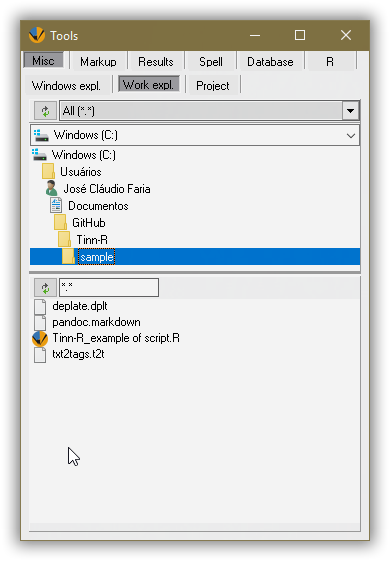 Tools
Misc Markup Results Spell Database R
Windows expl. Work expl. Project
All (*.*)
Windows (C:)
Windows (C:)
Usuários
José Cláudio Faria
Documentos
GitHub
Tinn-R
sample
*.*
deplate.dplt
pandoc.markdown
Tinn-R_example of script.R
txt2tags.t2t